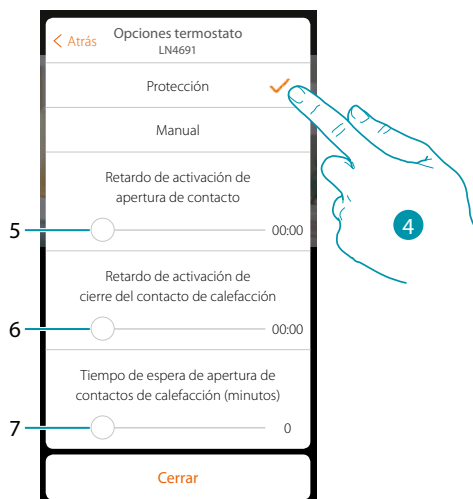 Atrás
Opciones termostato
LN4691
Protección
Manual
4
Retardo de activación de
apertura de contacto
5
00:00
Retardo de activación de
cierre del contacto de calefacción
6
00:00
Tiempo de espera de apertura de
contactos de calefacción (minutos)
7
0
Cerrar